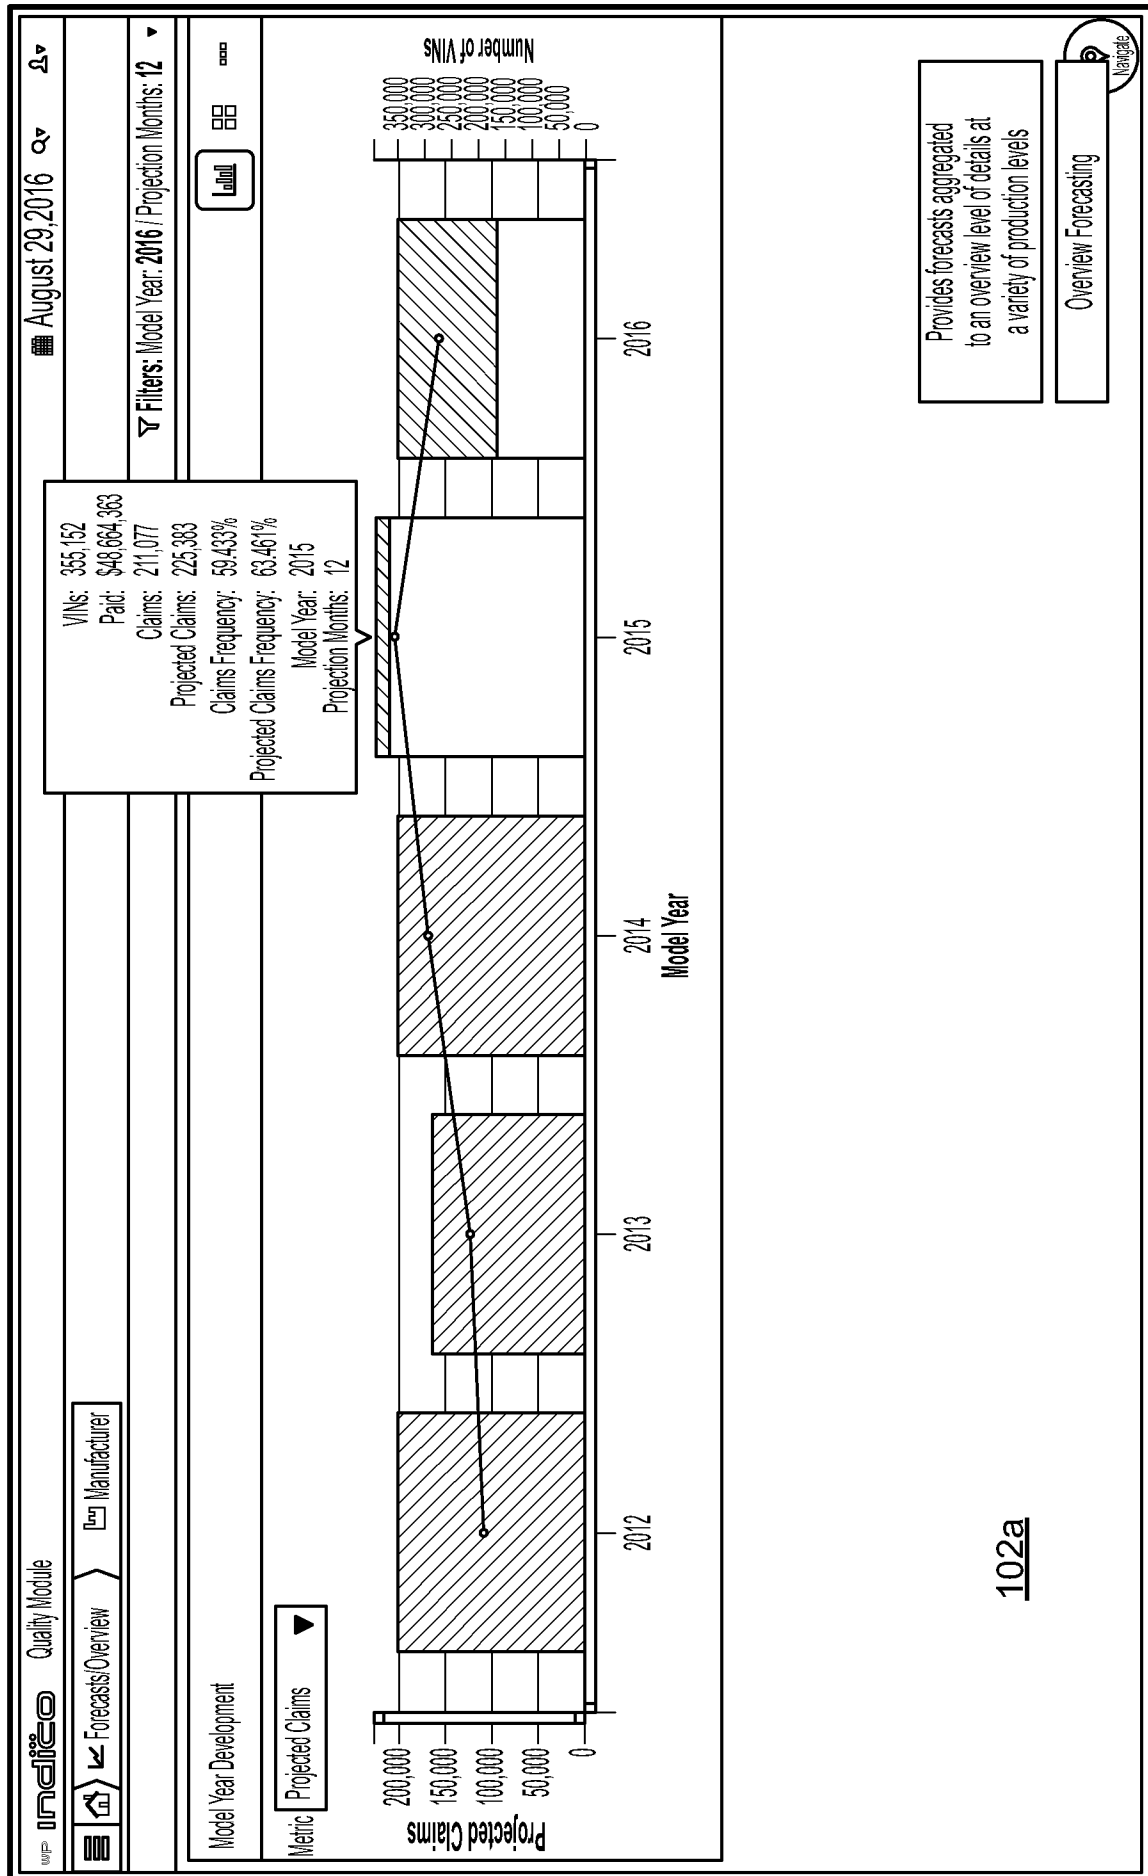 wp indico Quality Module
August 29,2016
Forecasts/Overview
Manufacturer
Filters: Model Year: 2016 / Projection Months: 12
Model Year Development
Metric
Projected Claims
VINs: 355,152
Paid: $48,664,363
Claims: 211,077
Projected Claims: 225,383
Claims Frequency: 59.433%
Projected Claims Frequency: 63.461%
Model Year: 2015
Projection Months: 12
Projected Claims
200,000
150,000
100,000
50,000
0
Number of VINs
350,000
300,000
250,000
200,000
150,000
100,000
50,000
0
2012
2013
2014
2015
2016
Model Year
Provides forecasts aggregated
to an overview level of details at
a variety of production levels
Overview Forecasting
Navigate
102a